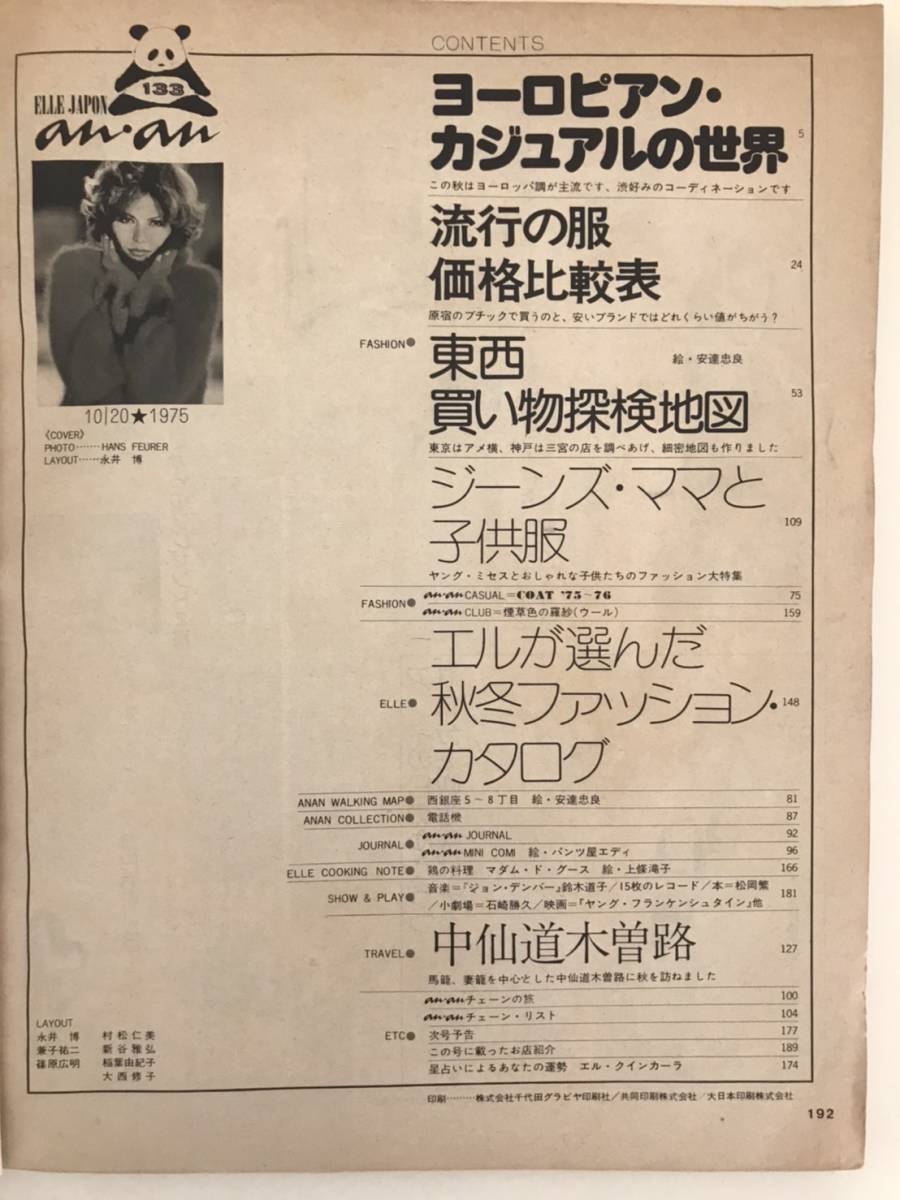 CONTENTS
133
ELLE JAPON
an・an
10/20★1975
〈COVER〉
PHOTO……HANS FEURER
LAYOUT……永井 博
ヨーロピアン・
カジュアルの世界 5
この秋はヨーロッパ調が主流です、渋好みのコーディネーションです
流行の服
価格比較表 24
原宿のブチックで買うのと、安いブランドではどれくらい値がちがう?
FASHION●
東西 絵・安達忠良
買い物探検地図 53
東京はアメ横、神戸は三宮の店を調べあげ、細密地図も作りました
ジーンズ・ママと
子供服 109
ヤング・ミセスとおしゃれな子供たちのファッション大特集
FASHION●
an・an CASUAL=COAT '75~'76 75
an・an CLUB=煙草色の羅紗(ウール) 159
エルが選んだ
ELLE● 秋冬ファッション・ 148
カタログ
ANAN WALKING MAP● 西銀座5~8丁目 絵・安達忠良 81
ANAN COLLECTION● 電話機 87
JOURNAL●
an・an JOURNAL 92
an・an MINI COMI 絵・パンツ屋エディ 96
ELLE COOKING NOTE● 鶏の料理 マダム・ド・グース 絵・上條滝子 166
SHOW & PLAY●
音楽=『ジョン・デンバー』鈴木道子/15枚のレコード/本=松岡繁
/小劇場=石崎勝久/映画=『ヤング・フランケンシュタイン』他 181
TRAVEL● 中仙道木曽路 127
馬籠、妻籠を中心とした中仙道木曽路に秋を訪ねました
an・anチェーンの旅 100
an・anチェーン・リスト 104
ETC● 次号予告 177
この号に載ったお店紹介 189
星占いによるあなたの運勢 エル・クインカーラ 174
LAYOUT
永井 博 村松仁美
兼子祐二 新谷雅弘
篠原広明 稲葉由紀子
大西修子
印刷………株式会社千代田グラビヤ印刷社/共同印刷株式会社/大日本印刷株式会社
192